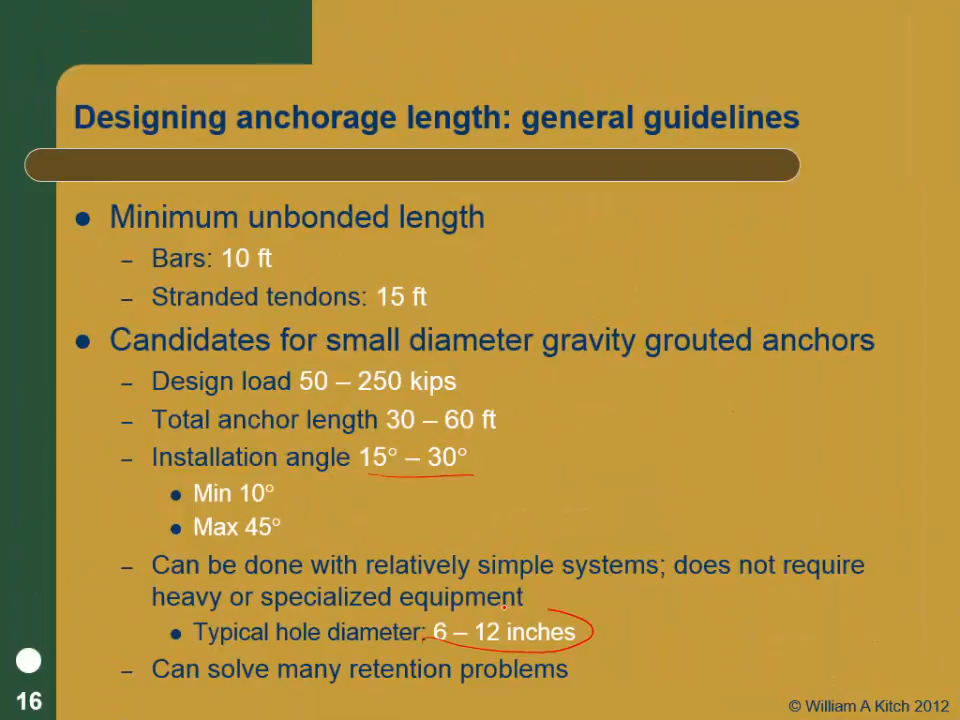 Designing anchorage length: general guidelines
● Minimum unbonded length
– Bars: 10 ft
– Stranded tendons: 15 ft
● Candidates for small diameter gravity grouted anchors
– Design load 50 – 250 kips
– Total anchor length 30 – 60 ft
– Installation angle 15° – 30°
● Min 10°
● Max 45°
– Can be done with relatively simple systems; does not require
heavy or specialized equipment
● Typical hole diameter: 6 – 12 inches
– Can solve many retention problems
16
© William A Kitch 2012